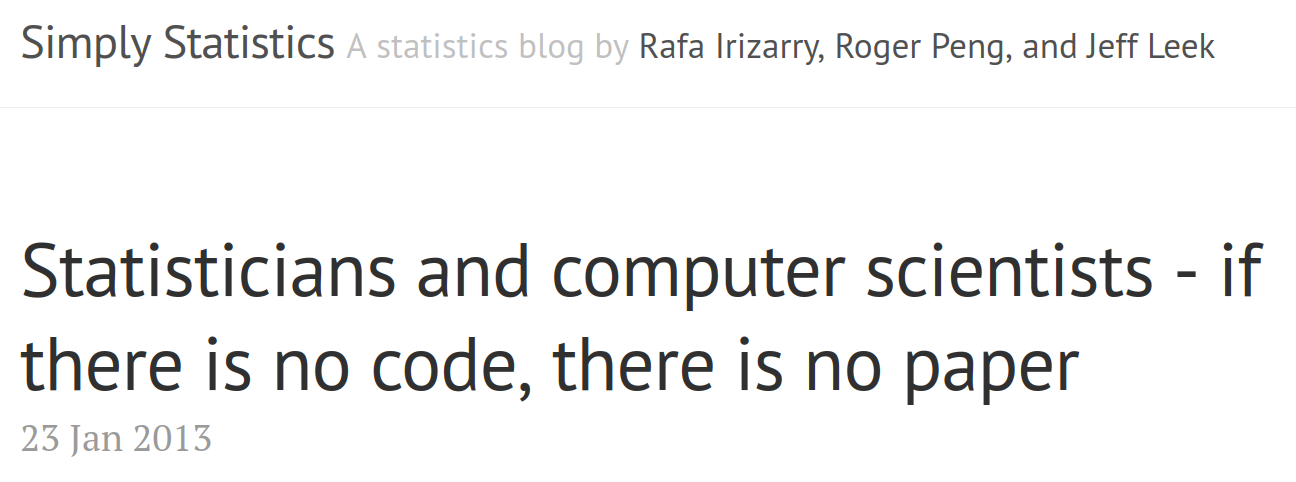 Simply Statistics A statistics blog by Rafa Irizarry, Roger Peng, and Jeff Leek
Statisticians and computer scientists - if
there is no code, there is no paper
23 Jan 2013